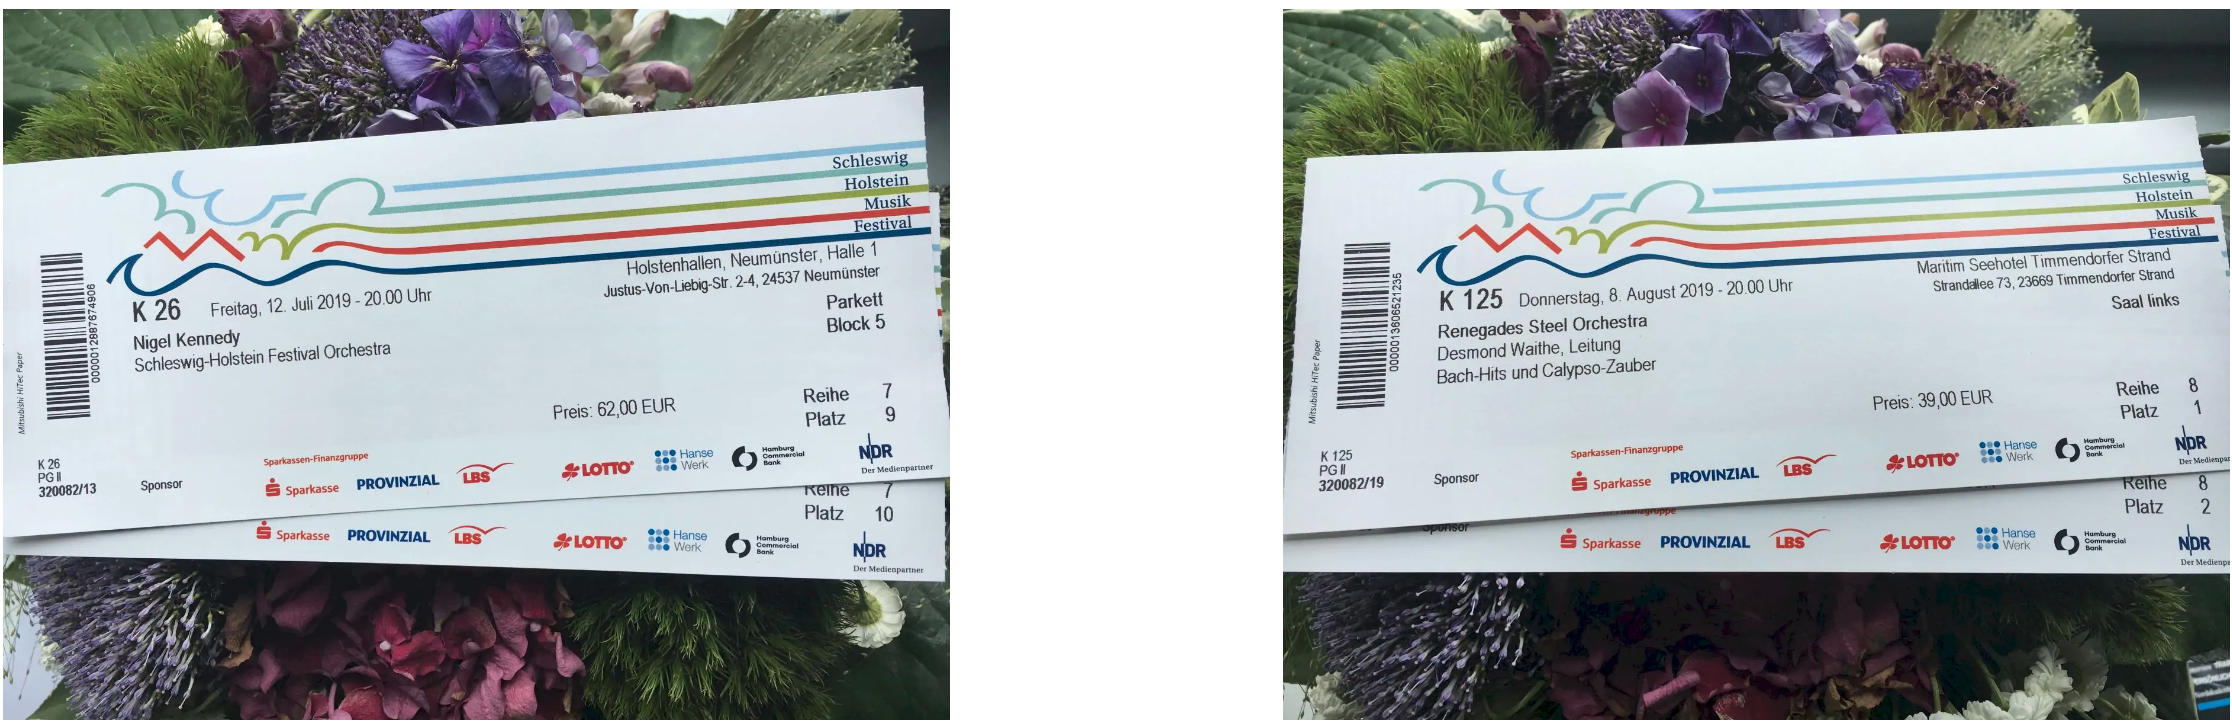 Schleswig
Holstein
Musik
Festival
Holstenhallen, Neumünster, Halle 1
Justus-Von-Liebig-Str. 2-4, 24537 Neumünster
K 26 Freitag, 12. Juli 2019 - 20.00 Uhr
Parkett
Block 5
Nigel Kennedy
Schleswig-Holstein Festival Orchestra
0000012887674906
Mitsubishi HiTec Paper
Preis: 62,00 EUR
Reihe 7
Platz 9
K 26
PG II
320082/13
Sponsor
Sparkassen-Finanzgruppe
Sparkasse
PROVINZIAL
LBS
LOTTO
Hanse
Werk
Hamburg
Commercial
Bank
NDR
Der Medienpartner
Reihe 7
Platz 10
Sparkasse
PROVINZIAL
LBS
LOTTO
Hanse
Werk
Hamburg
Commercial
Bank
NDR
Der Medienpartner
Schleswig
Holstein
Musik
Festival
Maritim Seehotel Timmendorfer Strand
Strandallee 73, 23669 Timmendorfer Strand
K 125 Donnerstag, 8. August 2019 - 20.00 Uhr
Saal links
Renegades Steel Orchestra
Desmond Waithe, Leitung
Bach-Hits und Calypso-Zauber
0000013606521235
Mitsubishi HiTec Paper
Preis: 39,00 EUR
Reihe 8
Platz 1
K 125
PG II
320082/19
Sponsor
Sparkassen-Finanzgruppe
Sparkasse
PROVINZIAL
LBS
LOTTO
Hanse
Werk
Hamburg
Commercial
Bank
NDR
Der Medienpa
Reihe 8
Platz 2
Sponsor
Sparkasse
PROVINZIAL
LBS
LOTTO
Hanse
Werk
Hamburg
Commercial
Bank
NDR
Der Medienpa